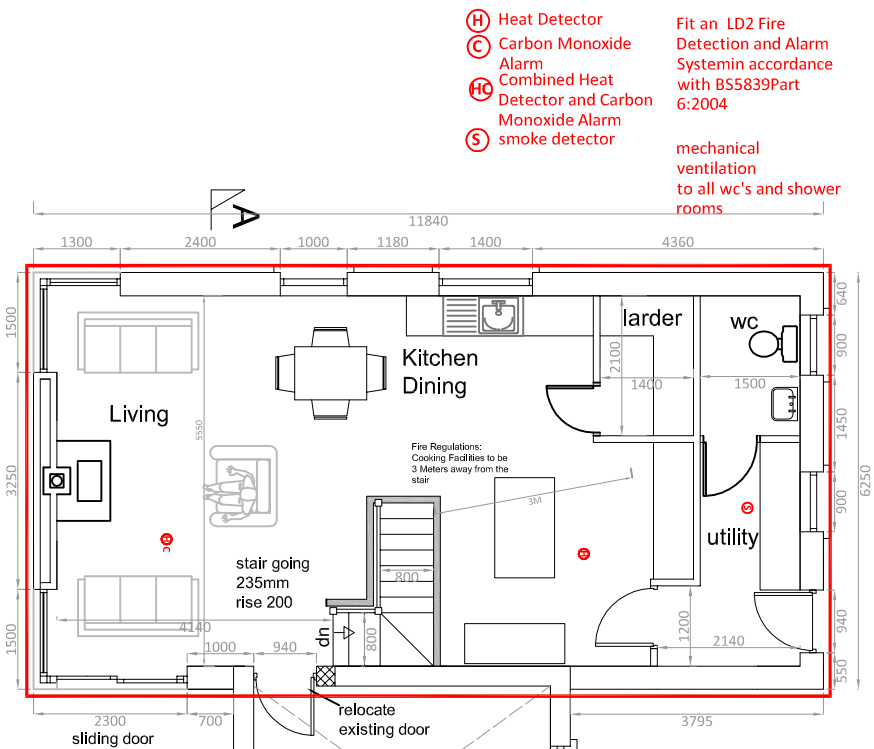 H Heat Detector
C Carbon Monoxide
Alarm
HC Combined Heat
Detector and Carbon
Monoxide Alarm
S smoke detector
Fit an LD2 Fire
Detection and Alarm
Systemin accordance
with BS5839Part
6:2004
mechanical
ventilation
to all wc's and shower
rooms
A
11840
1300
2400
1000
1180
1400
4360
1500
3250
1500
640
900
1450
900
940
550
6250
larder
wc
2100
1400
1500
Kitchen
Dining
Living
5550
Fire Regulations:
Cooking Facilities to be
3 Meters away from the
stair
3M
S
utility
Hc
H
stair going
235mm
rise 200
800
4140
dn
800
1200
2140
1000
940
relocate
existing door
2300
700
3795
sliding door